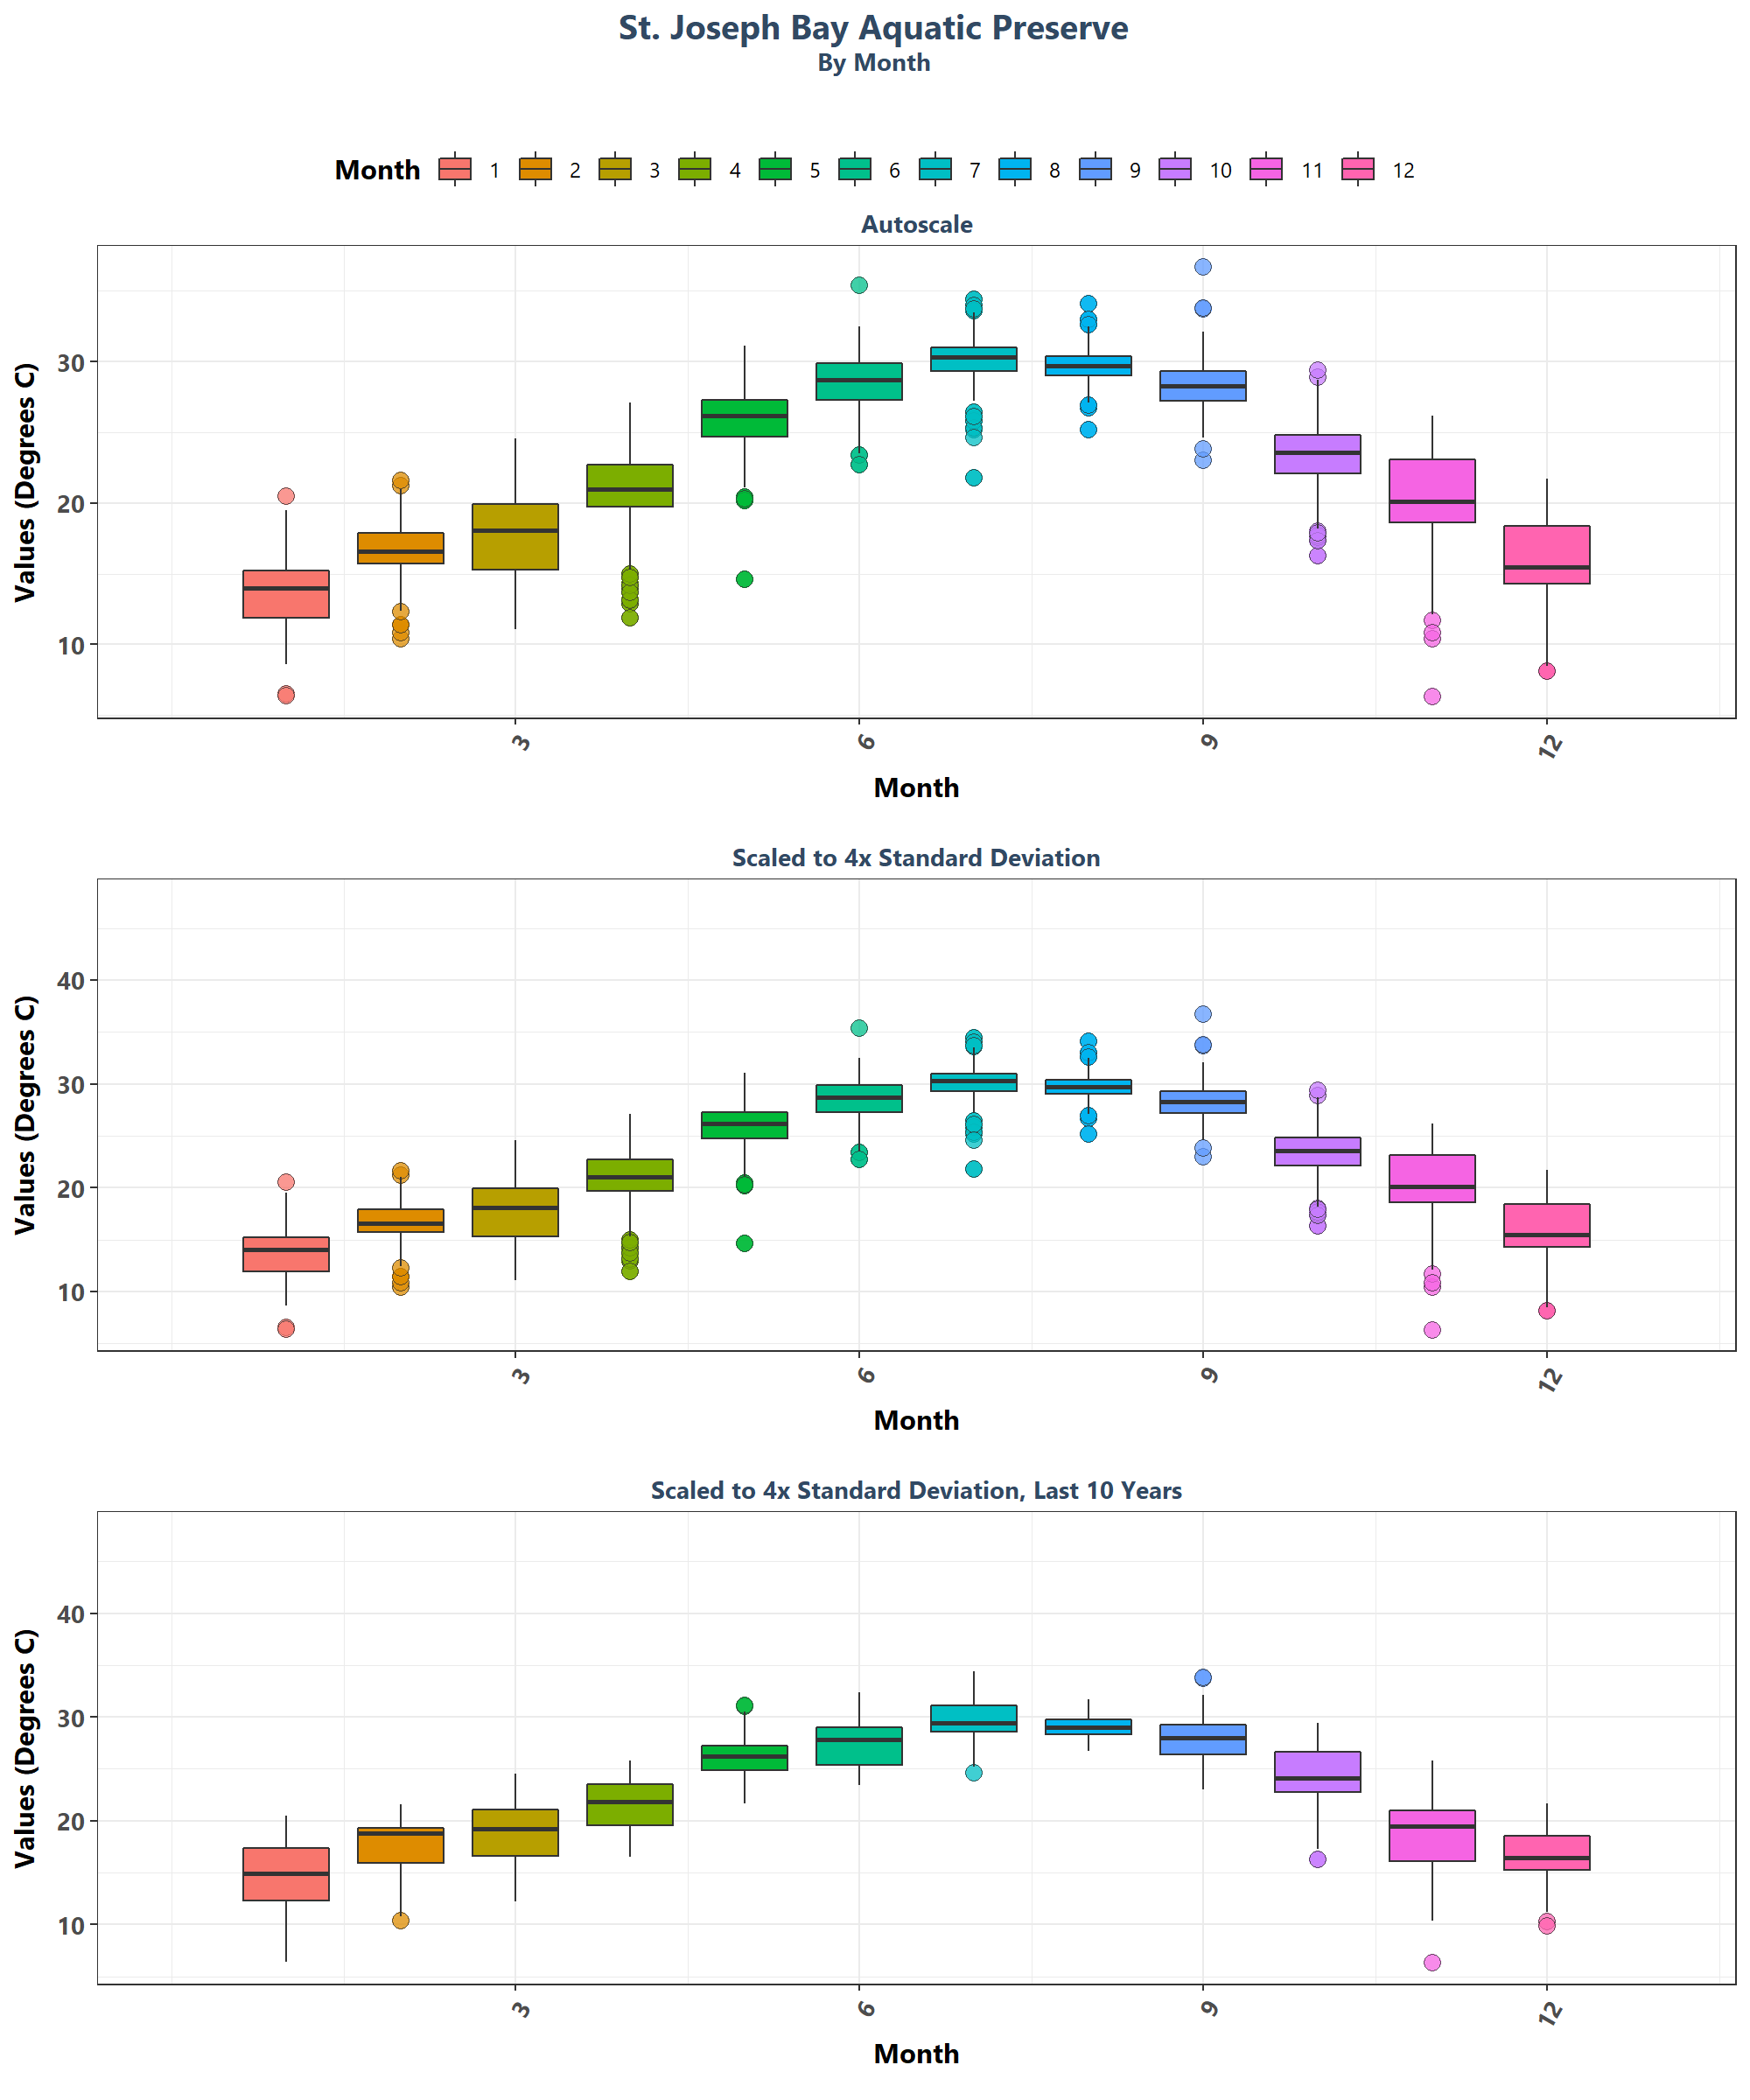 St. Joseph Bay Aquatic Preserve
By Month
Month 1 2 3 4 5 6 7 8 9 10 11 12
Autoscale
Values (Degrees C)
30
20
10
3 6 9 12
Month
Scaled to 4x Standard Deviation
Values (Degrees C)
40
30
20
10
3 6 9 12
Month
Scaled to 4x Standard Deviation, Last 10 Years
Values (Degrees C)
40
30
20
10
3 6 9 12
Month